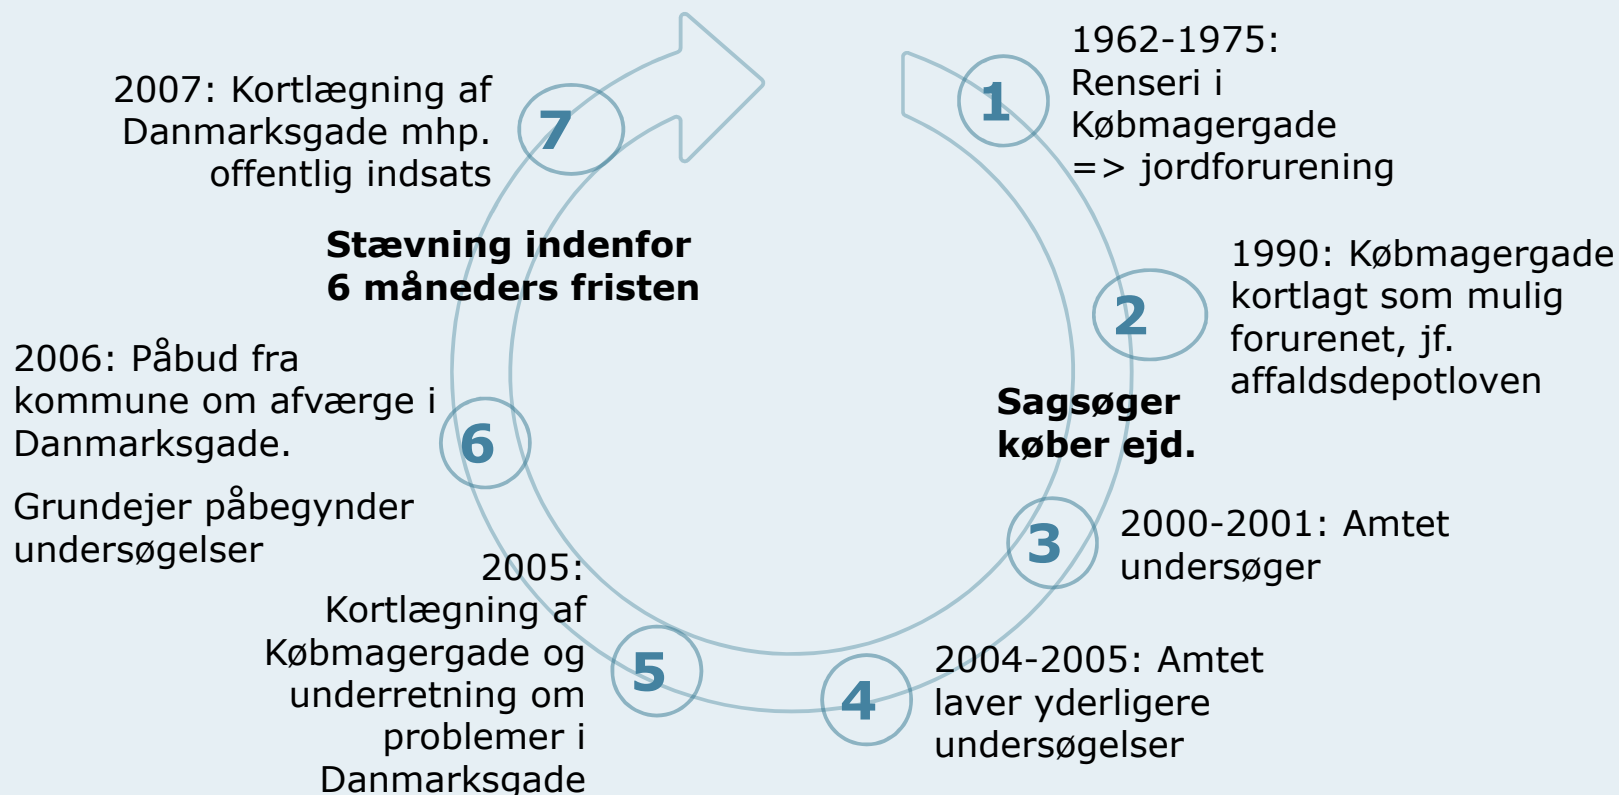 1
1962-1975:
Renseri i
Købmagergade
=> jordforurening
2
1990: Købmagergade
kortlagt som mulig
forurenet, jf.
affaldsdepotloven
Sagsøger
køber ejd.
3
2000-2001: Amtet
undersøger
4
2004-2005: Amtet
laver yderligere
undersøgelser
5
2005:
Kortlægning af
Købmagergade og
underretning om
problemer i
Danmarksgade
6
2006: Påbud fra
kommune om afværge i
Danmarksgade.
Grundejer påbegynder
undersøgelser
Stævning indenfor
6 måneders fristen
7
2007: Kortlægning af
Danmarksgade mhp.
offentlig indsats